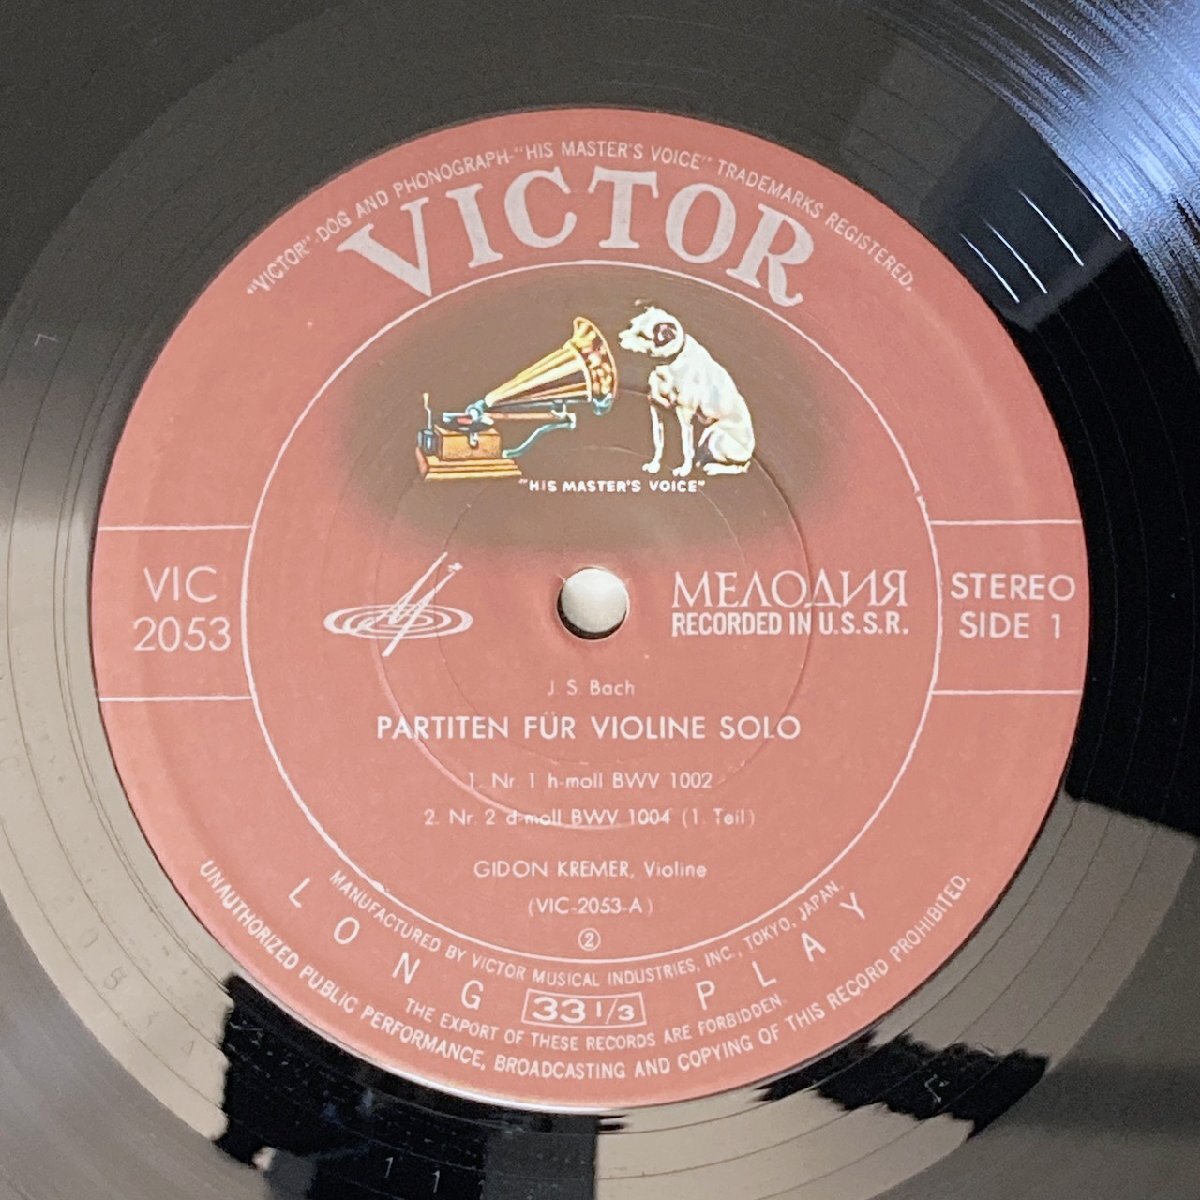 "VICTOR"-DOG AND PHONOGRAPH-"HIS MASTER'S VOICE" TRADEMARKS REGISTERED.
VICTOR
"HIS MASTER'S VOICE"
VIC
2053
МЕЛОДИЯ
RECORDED IN U.S.S.R.
STEREO
SIDE 1
J. S. Bach
PARTITEN FÜR VIOLINE SOLO
1. Nr. 1 h-moll BWV 1002
2. Nr. 2 d-moll BWV 1004 (1. Teil)
GIDON KREMER, Violine
(VIC-2053-A)
②
MANUFACTURED BY VICTOR MUSICAL INDUSTRIES, INC., TOKYO, JAPAN.
LONG PLAY
33 1/3
THE EXPORT OF THESE RECORDS ARE FORBIDDEN.
UNAUTHORIZED PUBLIC PERFORMANCE, BROADCASTING AND COPYING OF THIS RECORD PROHIBITED.